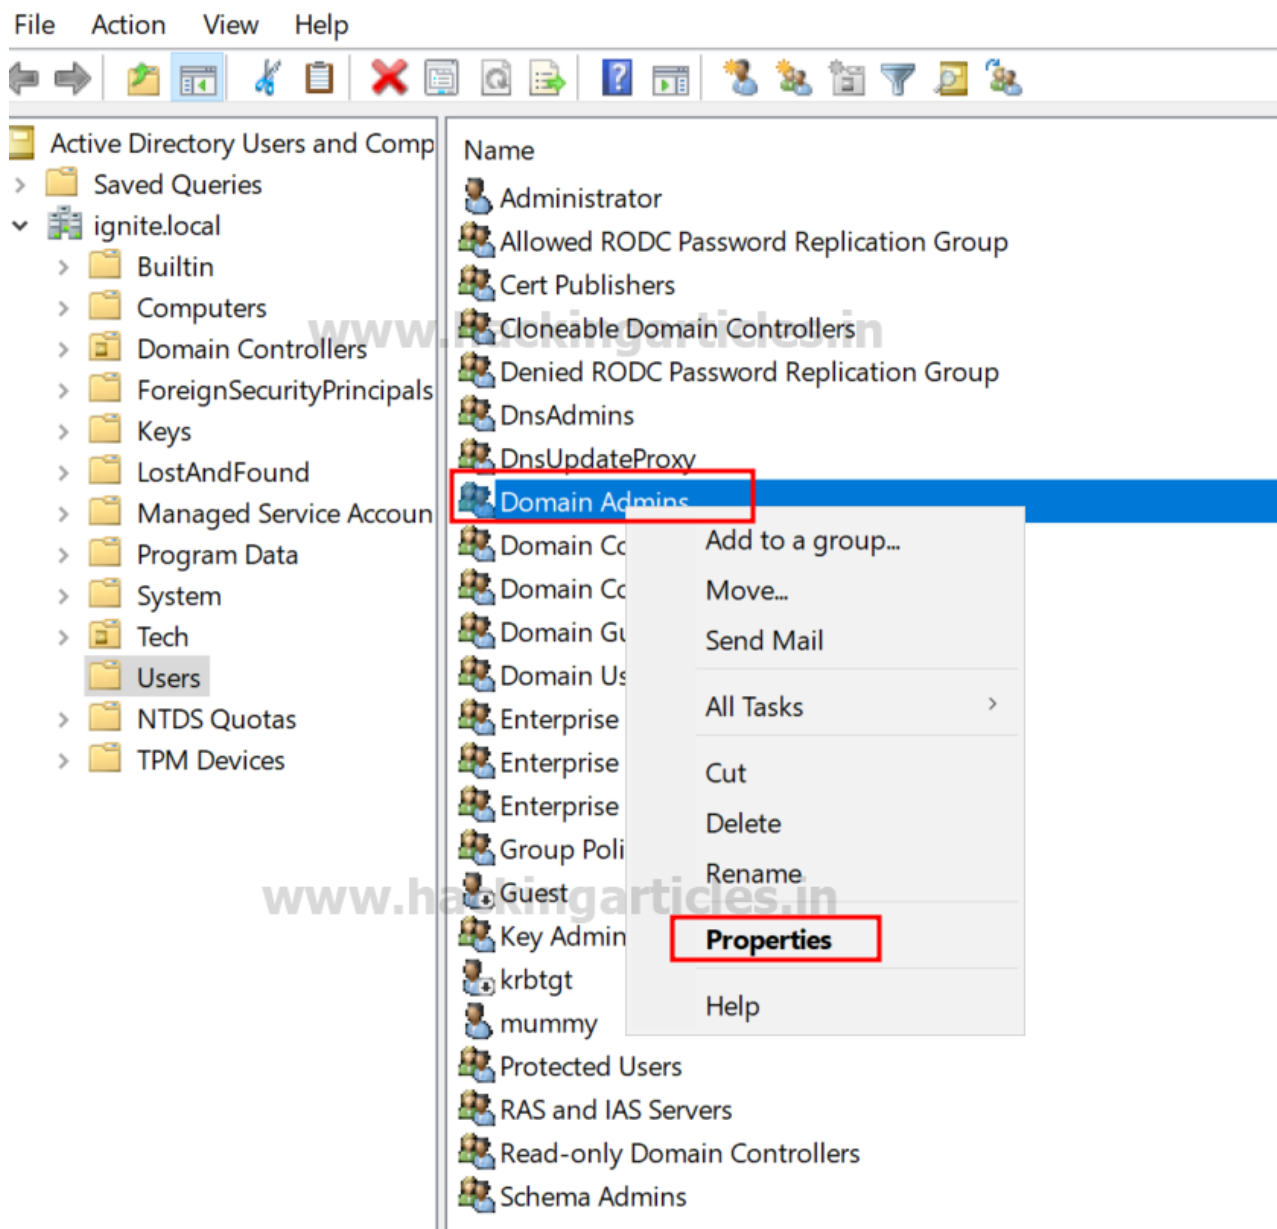 File Action View Help
Active Directory Users and Comp
Saved Queries
ignite.local
Builtin
Computers
Domain Controllers
ForeignSecurityPrincipals
Keys
LostAndFound
Managed Service Accoun
Program Data
System
Tech
Users
NTDS Quotas
TPM Devices
Name
Administrator
Allowed RODC Password Replication Group
Cert Publishers
Cloneable Domain Controllers
Denied RODC Password Replication Group
DnsAdmins
DnsUpdateProxy
Domain Admins
Domain Co
Domain Co
Domain Gu
Domain Us
Enterprise
Enterprise
Enterprise
Group Poli
Guest
Key Admin
krbtgt
mummy
Protected Users
RAS and IAS Servers
Read-only Domain Controllers
Schema Admins
Add to a group...
Move...
Send Mail
All Tasks
Cut
Delete
Rename
Properties
Help
www.hackingarticles.in
www.hackingarticles.in